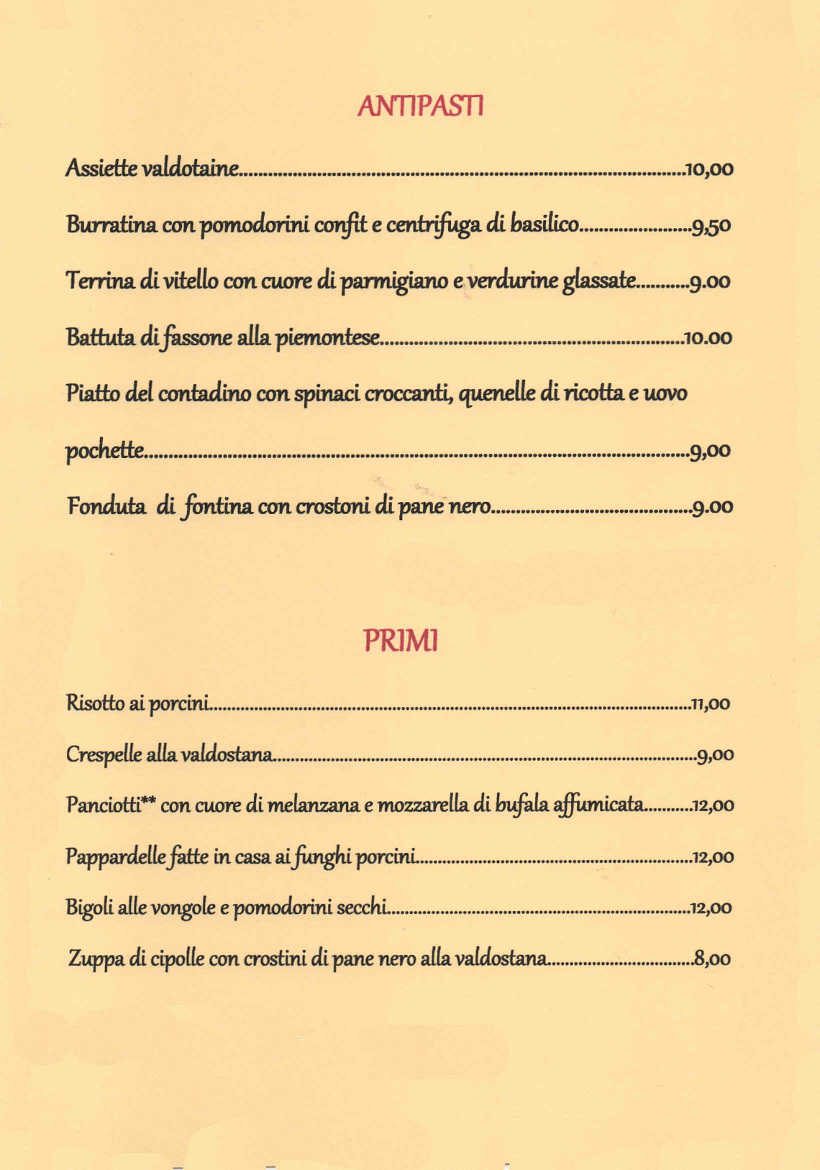 ANTIPASTI
Assiette valdotaine..........................................................................................10,00
Burratina con pomodorini confit e centrifuga di basilico.......................9,50
Terrina di vitello con cuore di parmigiano e verdurine glassate...........9.00
Battuta di fassone alla piemontese..............................................................10.00
Piatto del contadino con spinaci croccanti, quenelle di ricotta e uovo
pochette...............................................................................................................9,00
Fonduta di fontina con crostoni di pane nero.........................................9.00
PRIMI
Risotto ai porcini...........................................................................................................11,00
Crespelle alla valdostana..............................................................................................9,00
Panciotti** con cuore di melanzana e mozzarella di bufala affumicata...........12,00
Pappardelle fatte in casa ai funghi porcini..............................................................12,00
Bigoli alle vongole e pomodorini secchi....................................................................12,00
Zuppa di cipolle con crostini di pane nero alla valdostana.................................8,00